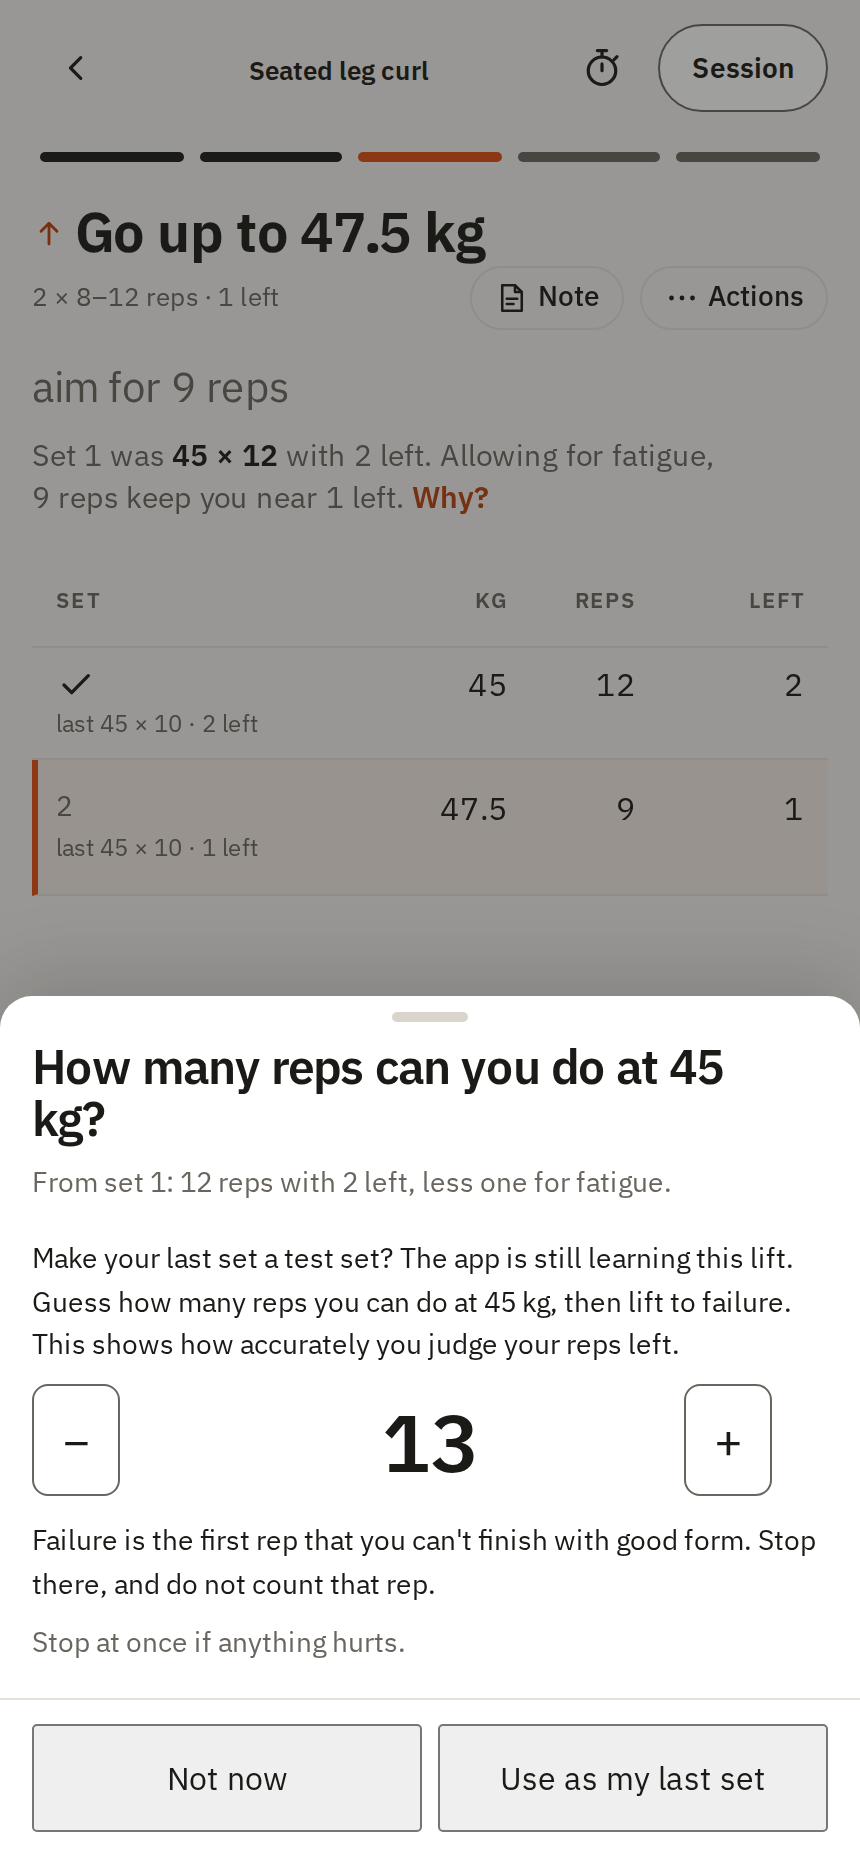 Seated leg curl
Session
↑ Go up to 47.5 kg
2 × 8–12 reps · 1 left
Note
··· Actions
aim for 9 reps
Set 1 was 45 × 12 with 2 left. Allowing for fatigue,
9 reps keep you near 1 left. Why?
SET KG REPS LEFT
✓ 45 12 2
last 45 × 10 · 2 left
2 47.5 9 1
last 45 × 10 · 1 left
How many reps can you do at 45
kg?
From set 1: 12 reps with 2 left, less one for fatigue.
Make your last set a test set? The app is still learning this lift.
Guess how many reps you can do at 45 kg, then lift to failure.
This shows how accurately you judge your reps left.
− 13 +
Failure is the first rep that you can't finish with good form. Stop
there, and do not count that rep.
Stop at once if anything hurts.
Not now
Use as my last set